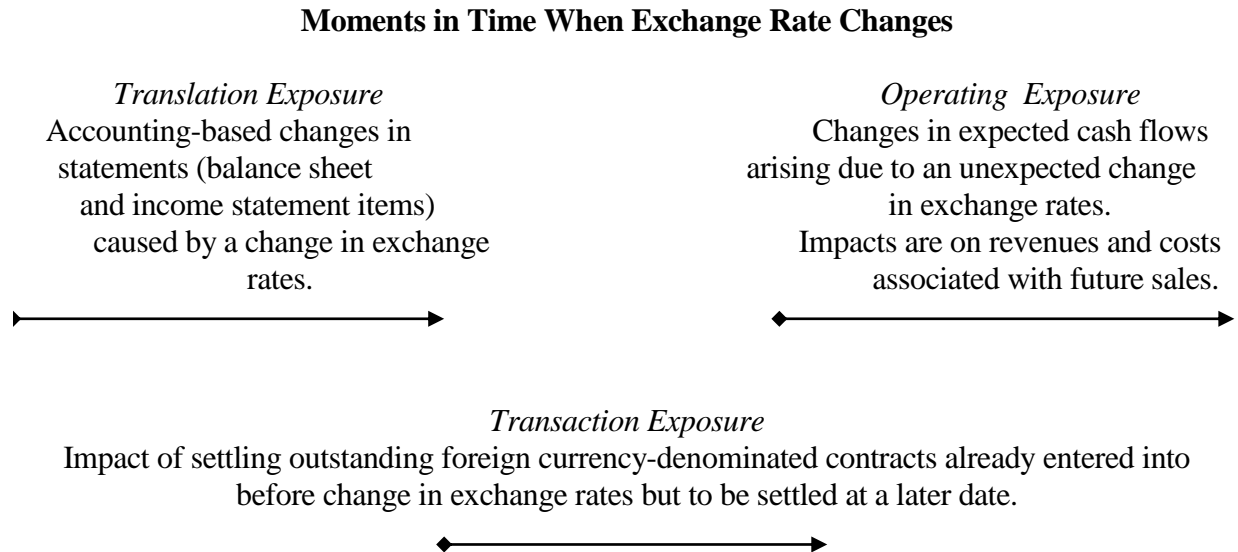 Moments in Time When Exchange Rate Changes
Translation Exposure
Accounting-based changes in
statements (balance sheet
and income statement items)
caused by a change in exchange
rates.
Operating Exposure
Changes in expected cash flows
arising due to an unexpected change
in exchange rates.
Impacts are on revenues and costs
associated with future sales.
Transaction Exposure
Impact of settling outstanding foreign currency-denominated contracts already entered into
before change in exchange rates but to be settled at a later date.